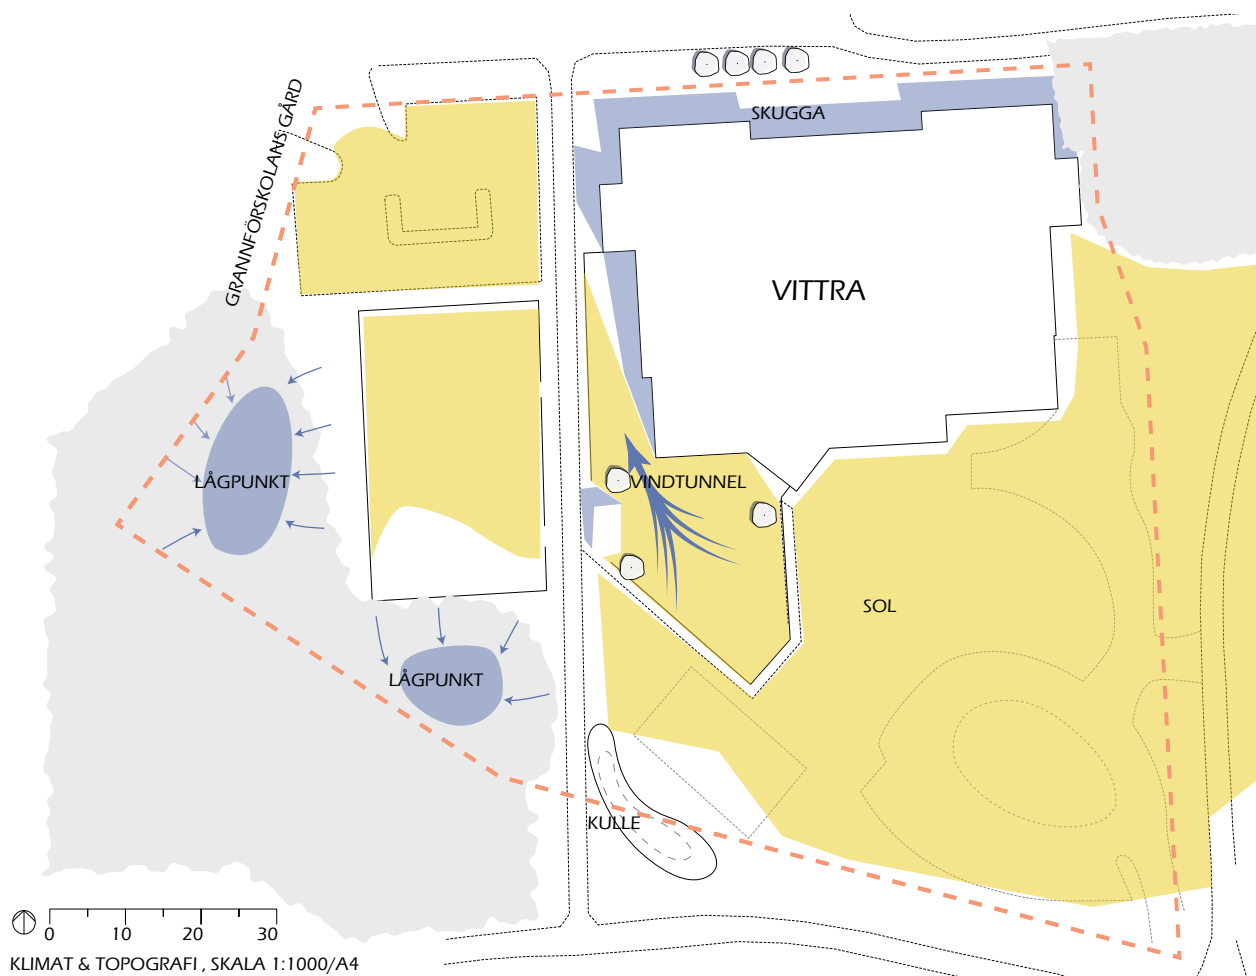 SKUGGA
GRANNFÖRSKOLANS GÅRD
VITTRA
LÅGPUNKT
VINDTUNNEL
SOL
LÅGPUNKT
KULLE
0 10 20 30
KLIMAT & TOPOGRAFI , SKALA 1:1000/A4